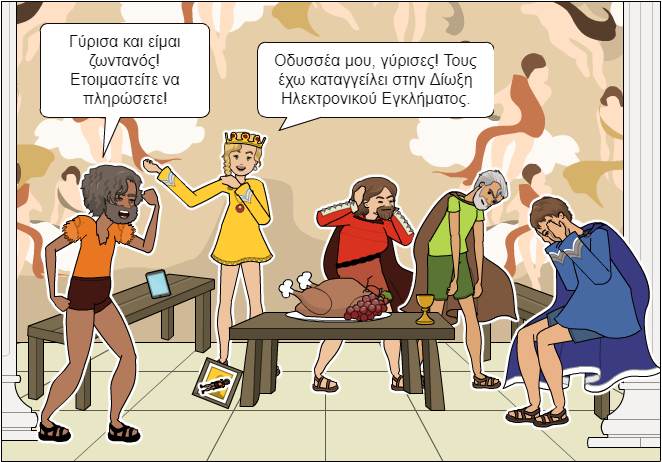 Γύρισα και είμαι
ζωντανός!
Ετοιμαστείτε να
πληρώσετε!
Οδυσσέα μου, γύρισες! Τους
έχω καταγγείλει στην Δίωξη
Ηλεκτρονικού Εγκλήματος.